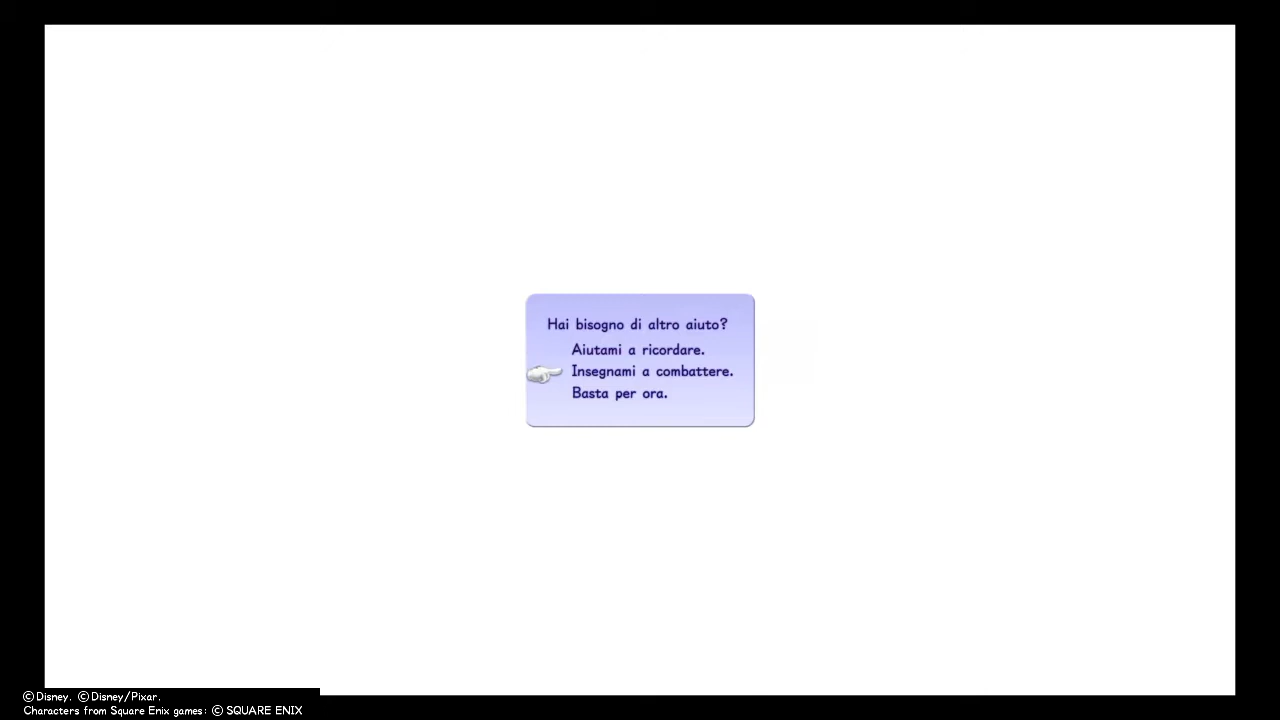 Hai bisogno di altro aiuto?
Aiutami a ricordare.
Insegnami a combattere.
Basta per ora.
©Disney. ©Disney/Pixar.
Characters from Square Enix games: © SQUARE ENIX